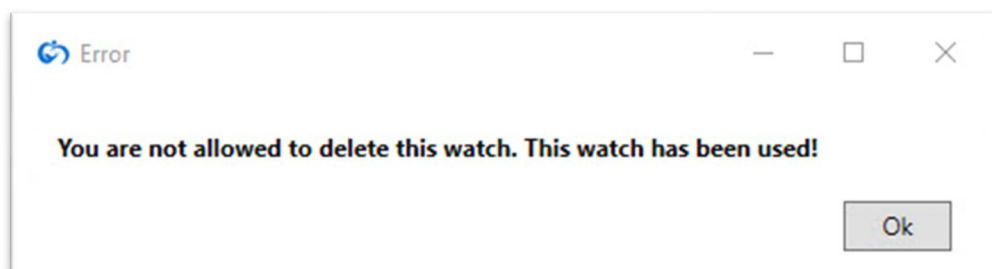 Error
You are not allowed to delete this watch. This watch has been used!
Ok